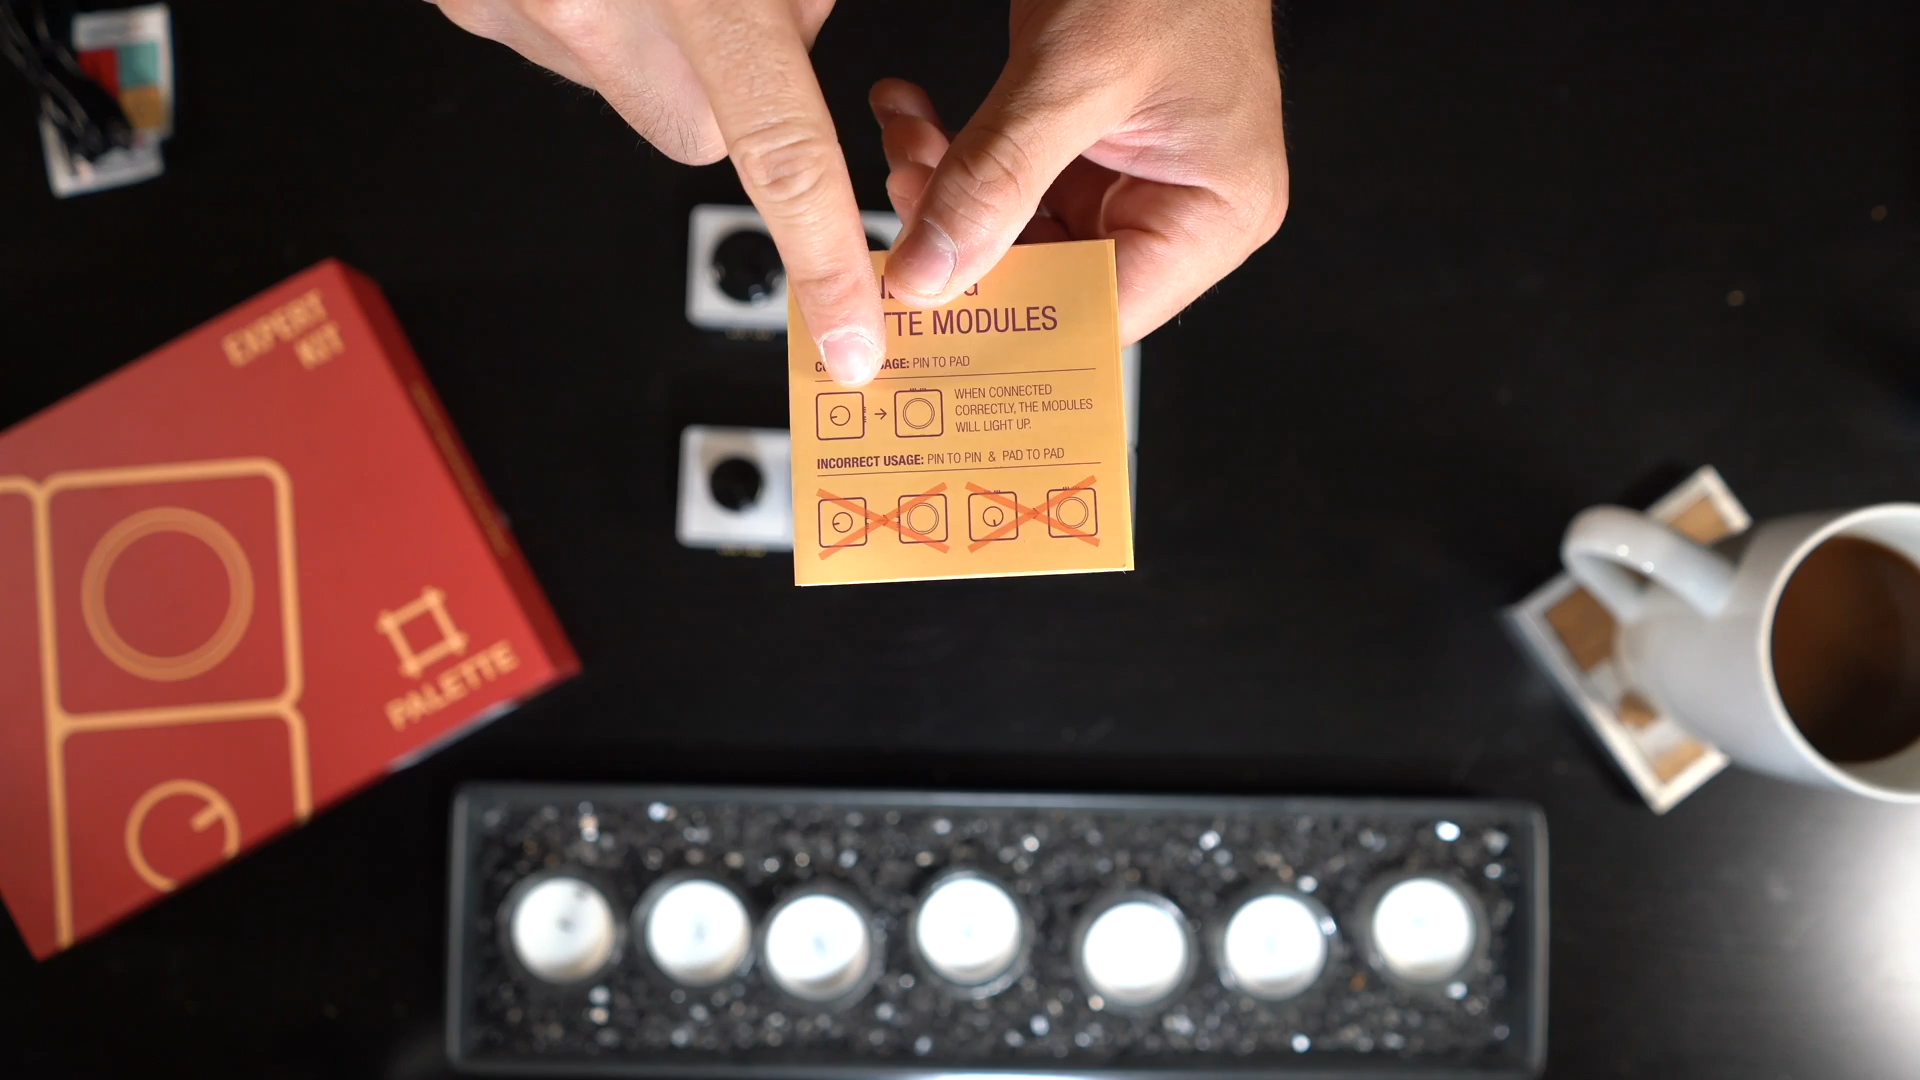 EXPERT
KIT
PALETTE
TTE MODULES
USAGE: PIN TO PAD
WHEN CONNECTED
CORRECTLY, THE MODULES
WILL LIGHT UP.
INCORRECT USAGE: PIN TO PIN & PAD TO PAD